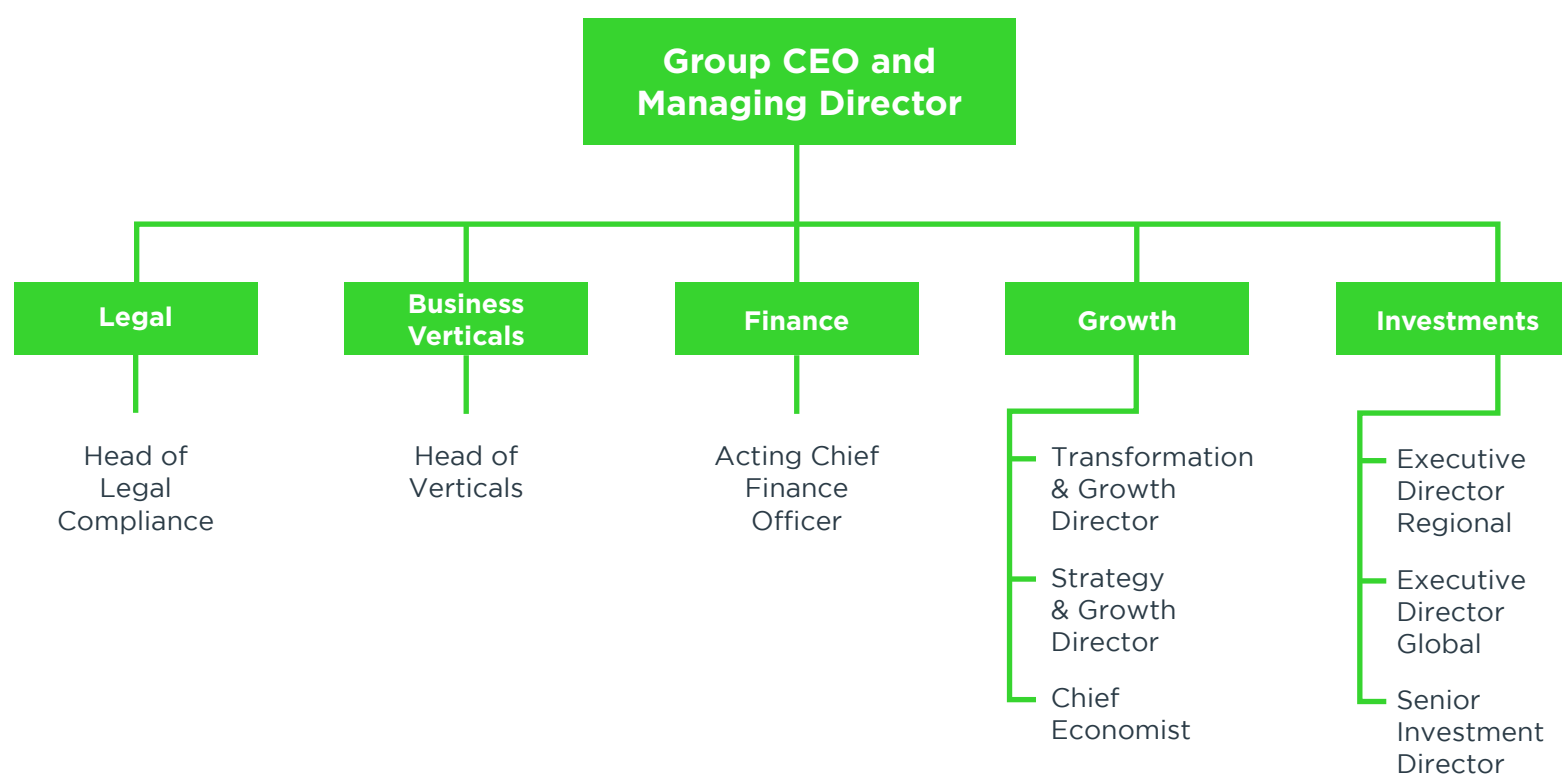 Group CEO and
Managing Director
Legal
Business
Verticals
Finance
Growth
Investments
Head of
Legal
Compliance
Head of
Verticals
Acting Chief
Finance
Officer
Transformation
& Growth
Director
Strategy
& Growth
Director
Chief
Economist
Executive
Director
Regional
Executive
Director
Global
Senior
Investment
Director